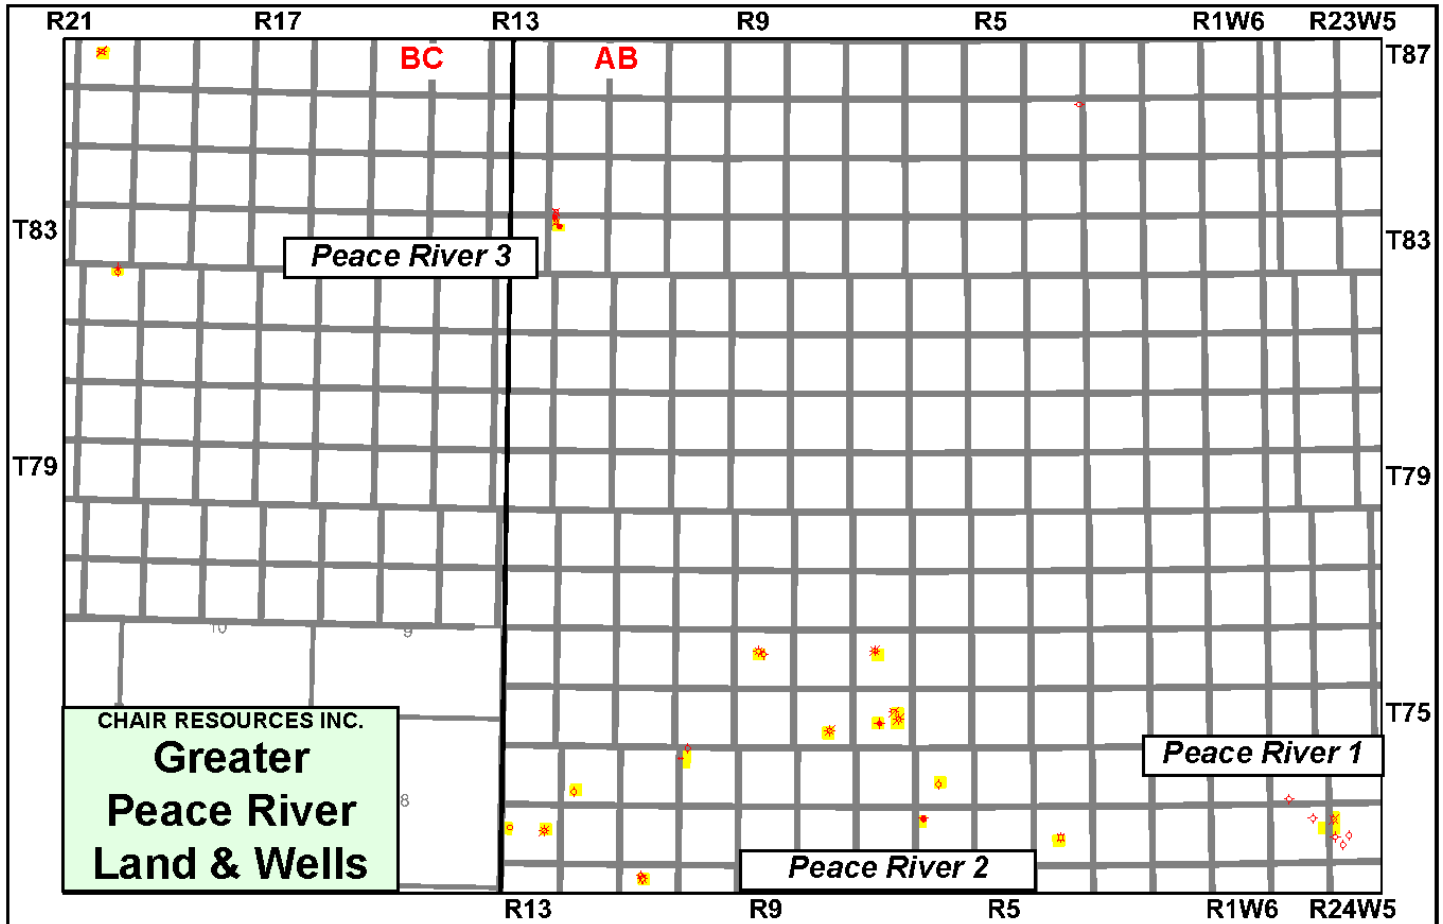 R21 R17 R13 R9 R5 R1W6 R23W5
BC AB T87
T83 T83
Peace River 3
T79 T79
10 9
T75
CHAIR RESOURCES INC.
Greater
Peace River
Land & Wells
8
Peace River 1
Peace River 2
R13 R9 R5 R1W6 R24W5